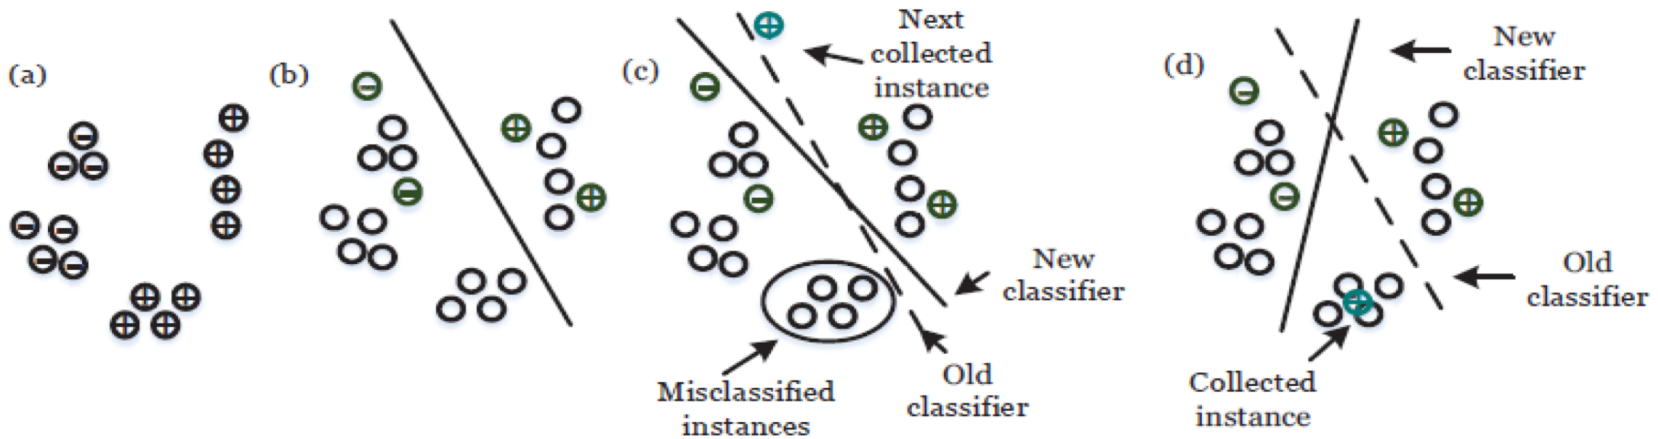 (a)
(b)
(c)
Next
collected
instance
New
classifier
Old
classifier
Misclassified
instances
(d)
New
classifier
Old
classifier
Collected
instance